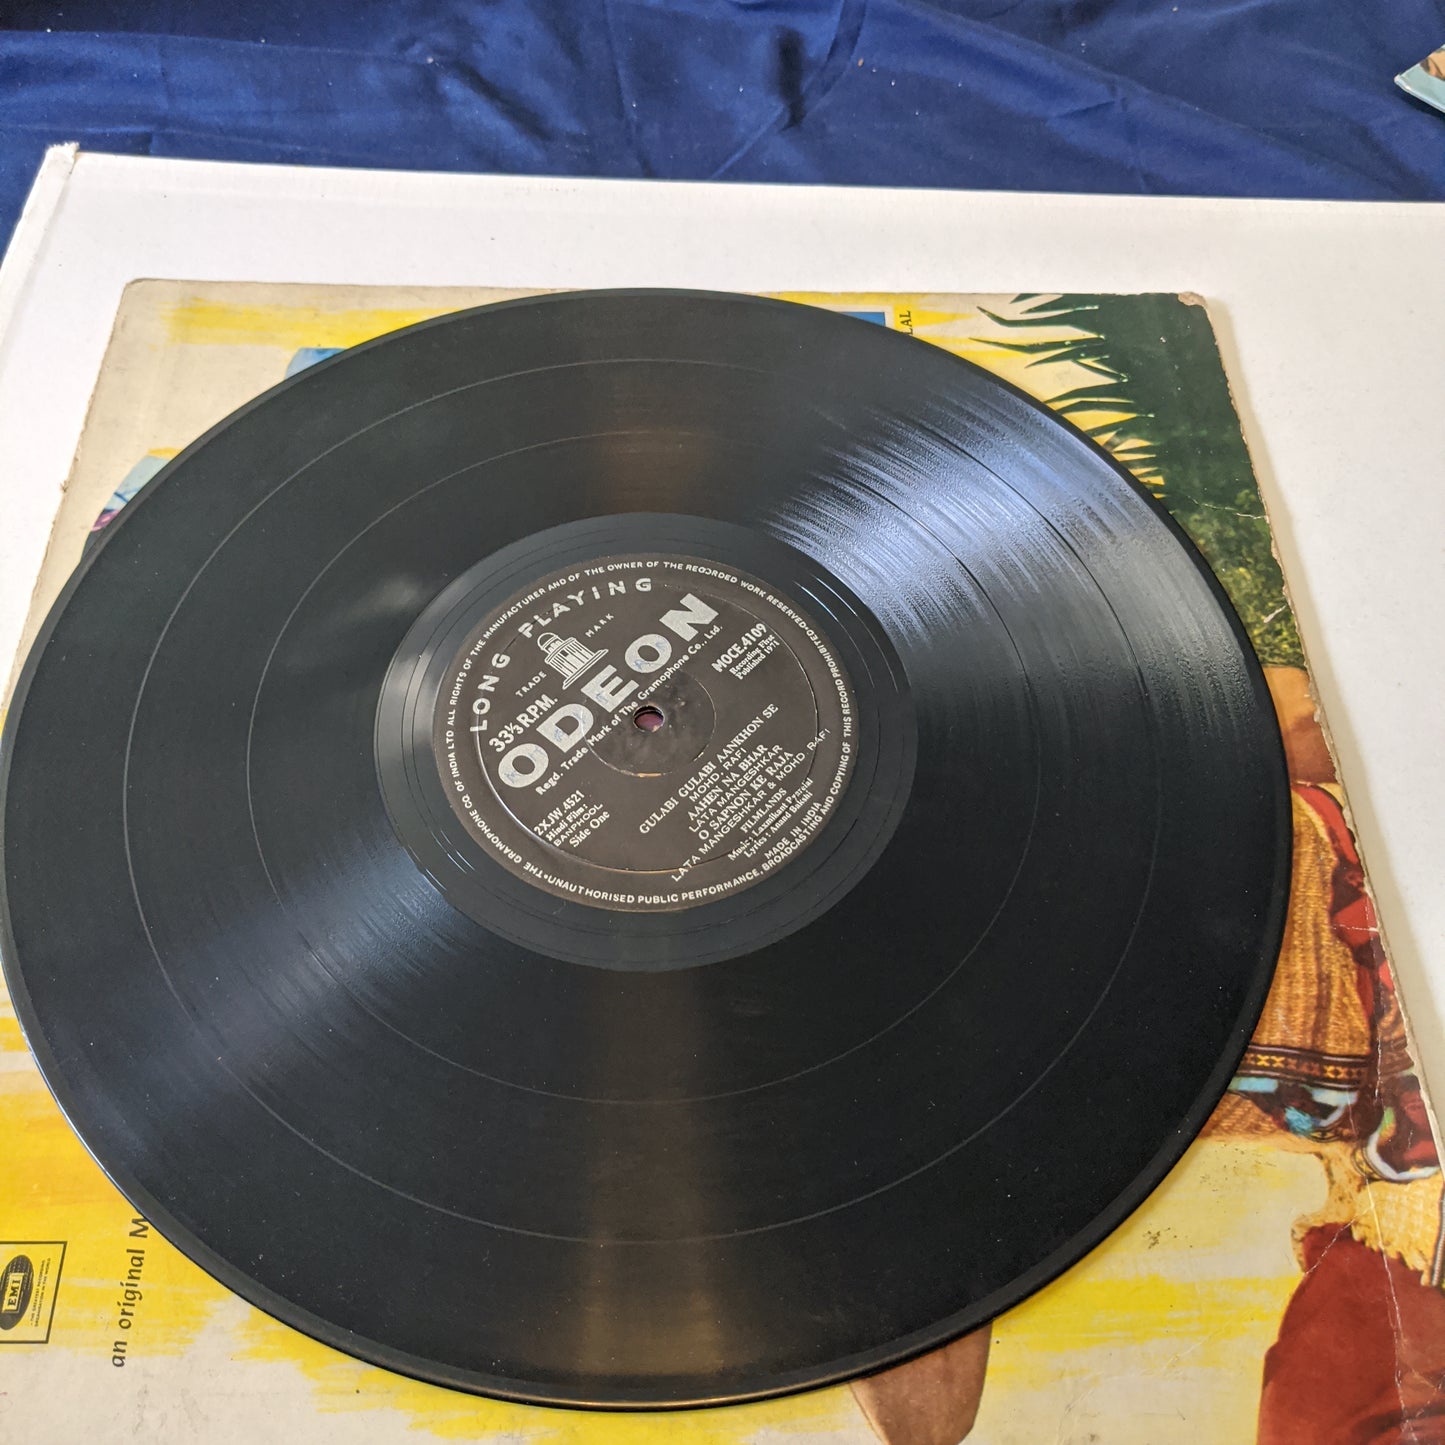 LONG PLAYING
TRADE MARK
33⅓ R.P.M.
ODEON
Regd. Trade Mark of The Gramophone Co., Ltd.
MOCE.4109
Recording First
Published 1971
2XJW.4521
Hindi Film:
BANPHOOL
Side One
GULABI GULABI AANKHON SE
MOHD. RAFI
AAHEN NA BHAR
LATA MANGESHKAR
O SAPNON KE RAJA
LATA MANGESHKAR & MOHD. RAFI
FILMLANDS
Music: Laxmikant Pyarelal
Lyrics: Anand Bakshi
MADE IN INDIA
THE GRAMOPHONE CO. OF INDIA LTD ALL RIGHTS OF THE MANUFACTURER AND OF THE OWNER OF THE RECORDED WORK RESERVED•UNAUTHORISED PUBLIC PERFORMANCE, BROADCASTING AND COPYING OF THIS RECORD PROHIBITED•
LAL
an original M
EMI